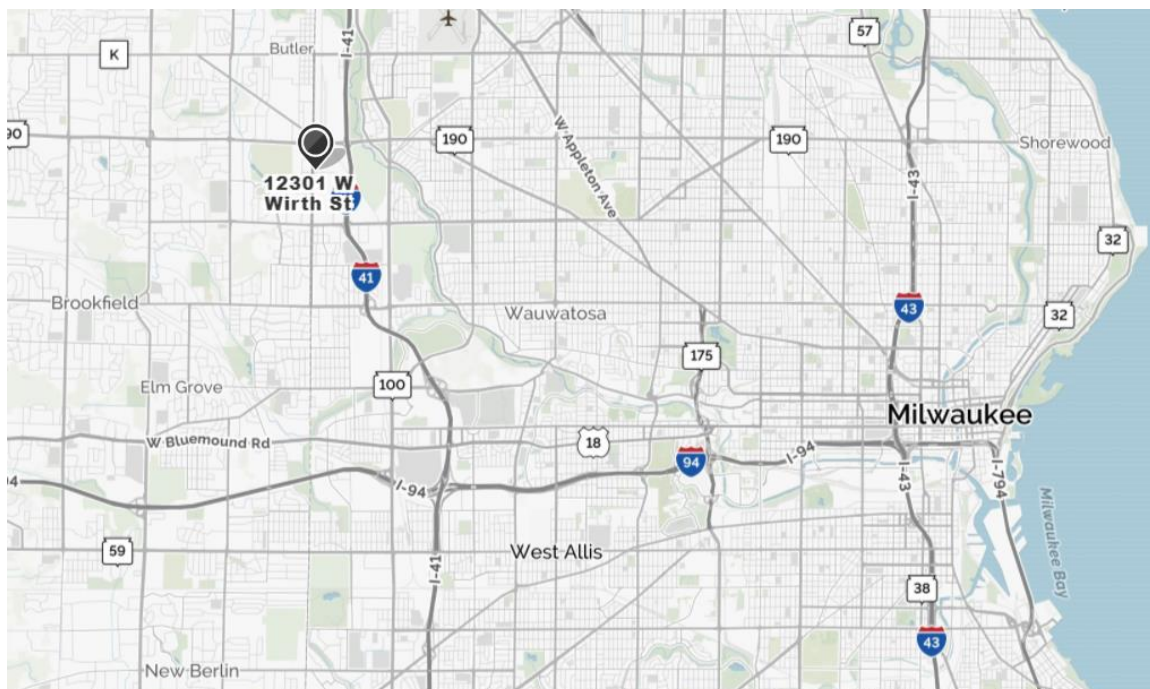 57
Butler
I-41
K
190
190
190
W Appleton Ave
Shorewood
12301 W
Wirth St
I-43
32
41
Brookfield
Wauwatosa
43
32
175
Elm Grove
100
Milwaukee
W Bluemound Rd
18
94
I-94
I-94
I-43
I-794
Milwaukee Bay
59
West Allis
I-41
38
43
New Berlin